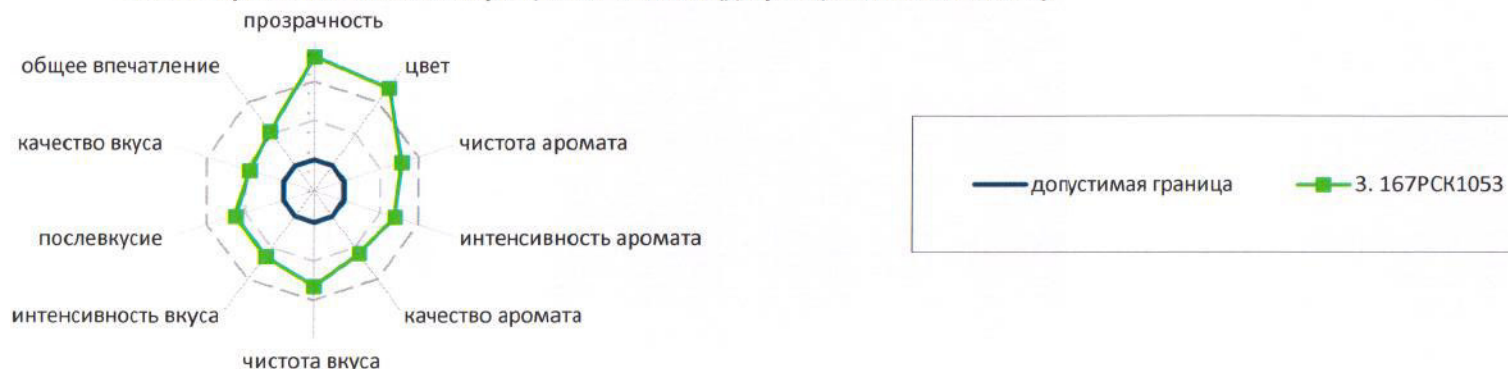 прозрачность
общее впечатление
цвет
качество вкуса
чистота аромата
послевкусие
интенсивность аромата
интенсивность вкуса
качество аромата
чистота вкуса
допустимая граница
3. 167РСК1053